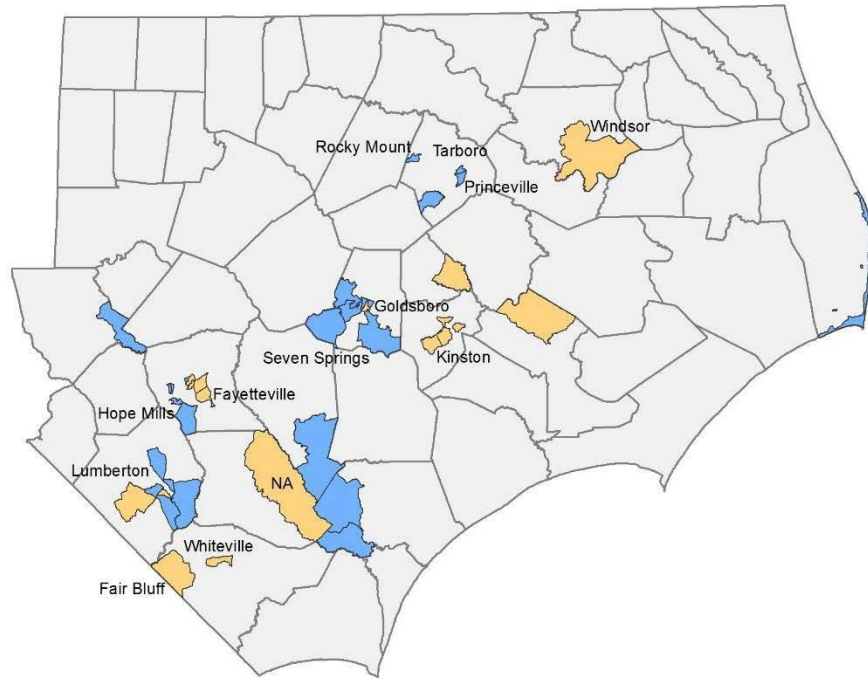 Windsor
Rocky Mount
Tarboro
Princeville
Goldsboro
Seven Springs
Kinston
Fayetteville
Hope Mills
Lumberton
NA
Whiteville
Fair Bluff